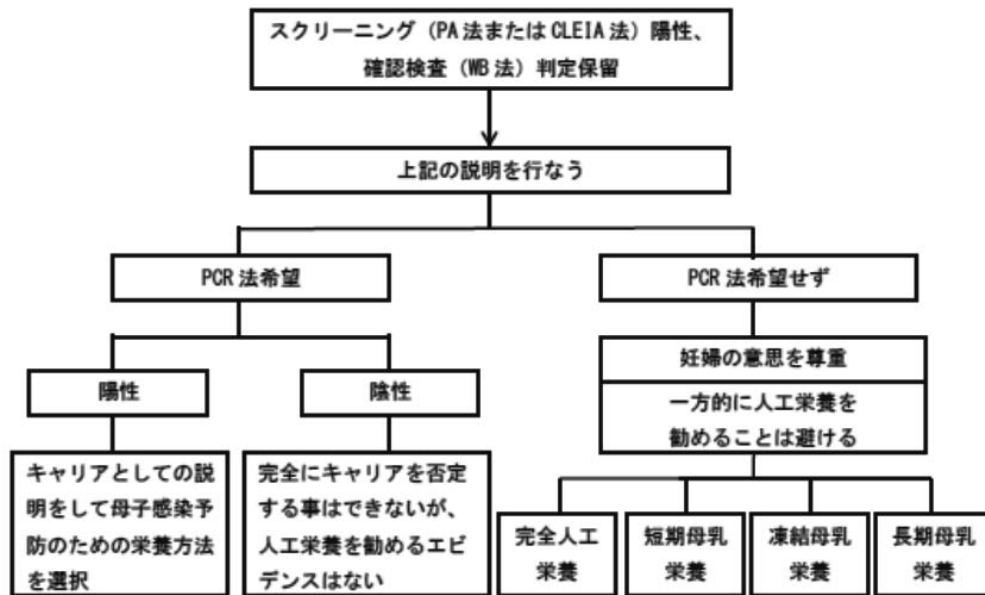 スクリーニング（PA法またはCLEIA法）陽性、
確認検査（WB法）判定保留
上記の説明を行なう
PCR法希望
PCR法希望せず
陽性
陰性
妊婦の意思を尊重
一方的に人工栄養を
勧めることは避ける
キャリアとしての説
明をして母子感染予
防のための栄養方法
を選択
完全にキャリアを否定
する事はできないが、
人工栄養を勧めるエビ
デンスはない
完全人工
栄養
短期母乳
栄養
凍結母乳
栄養
長期母乳
栄養